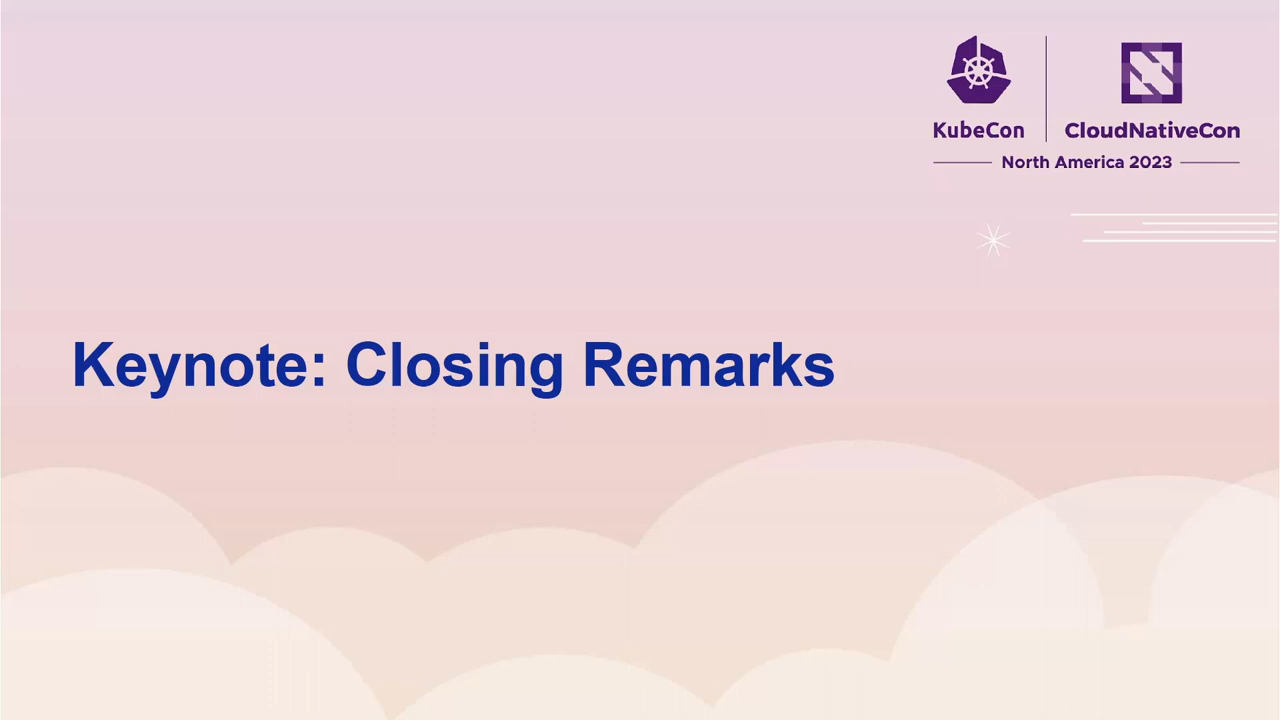 KubeCon
CloudNativeCon
North America 2023
Keynote: Closing Remarks